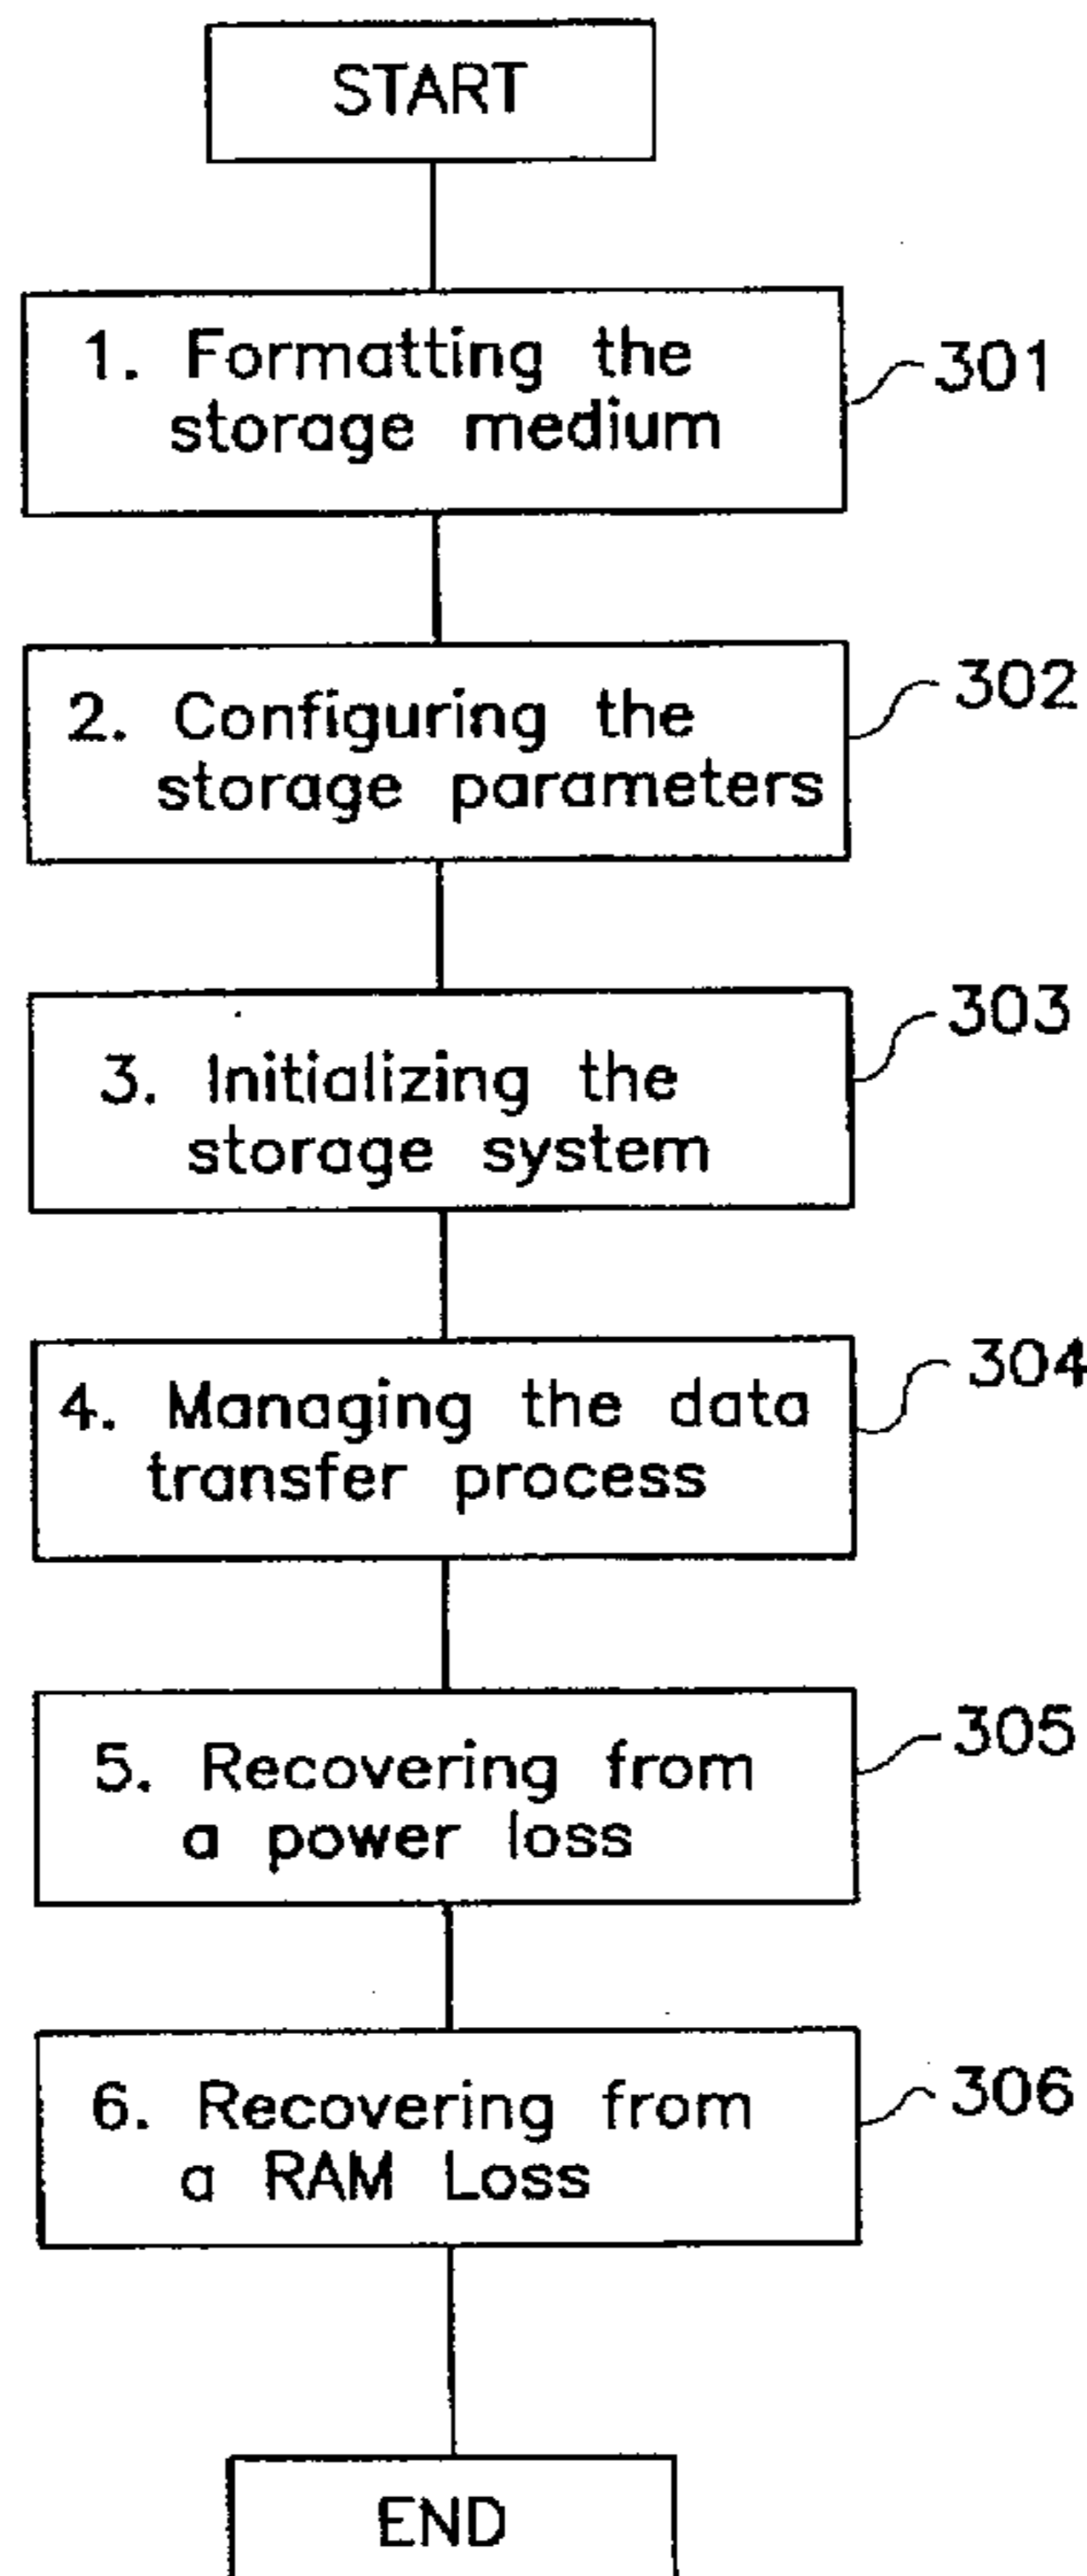 START
1. Formatting the
storage medium
301
2. Configuring the
storage parameters
302
3. Initializing the
storage system
303
4. Managing the data
transfer process
304
5. Recovering from
a power loss
305
6. Recovering from
a RAM Loss
306
END